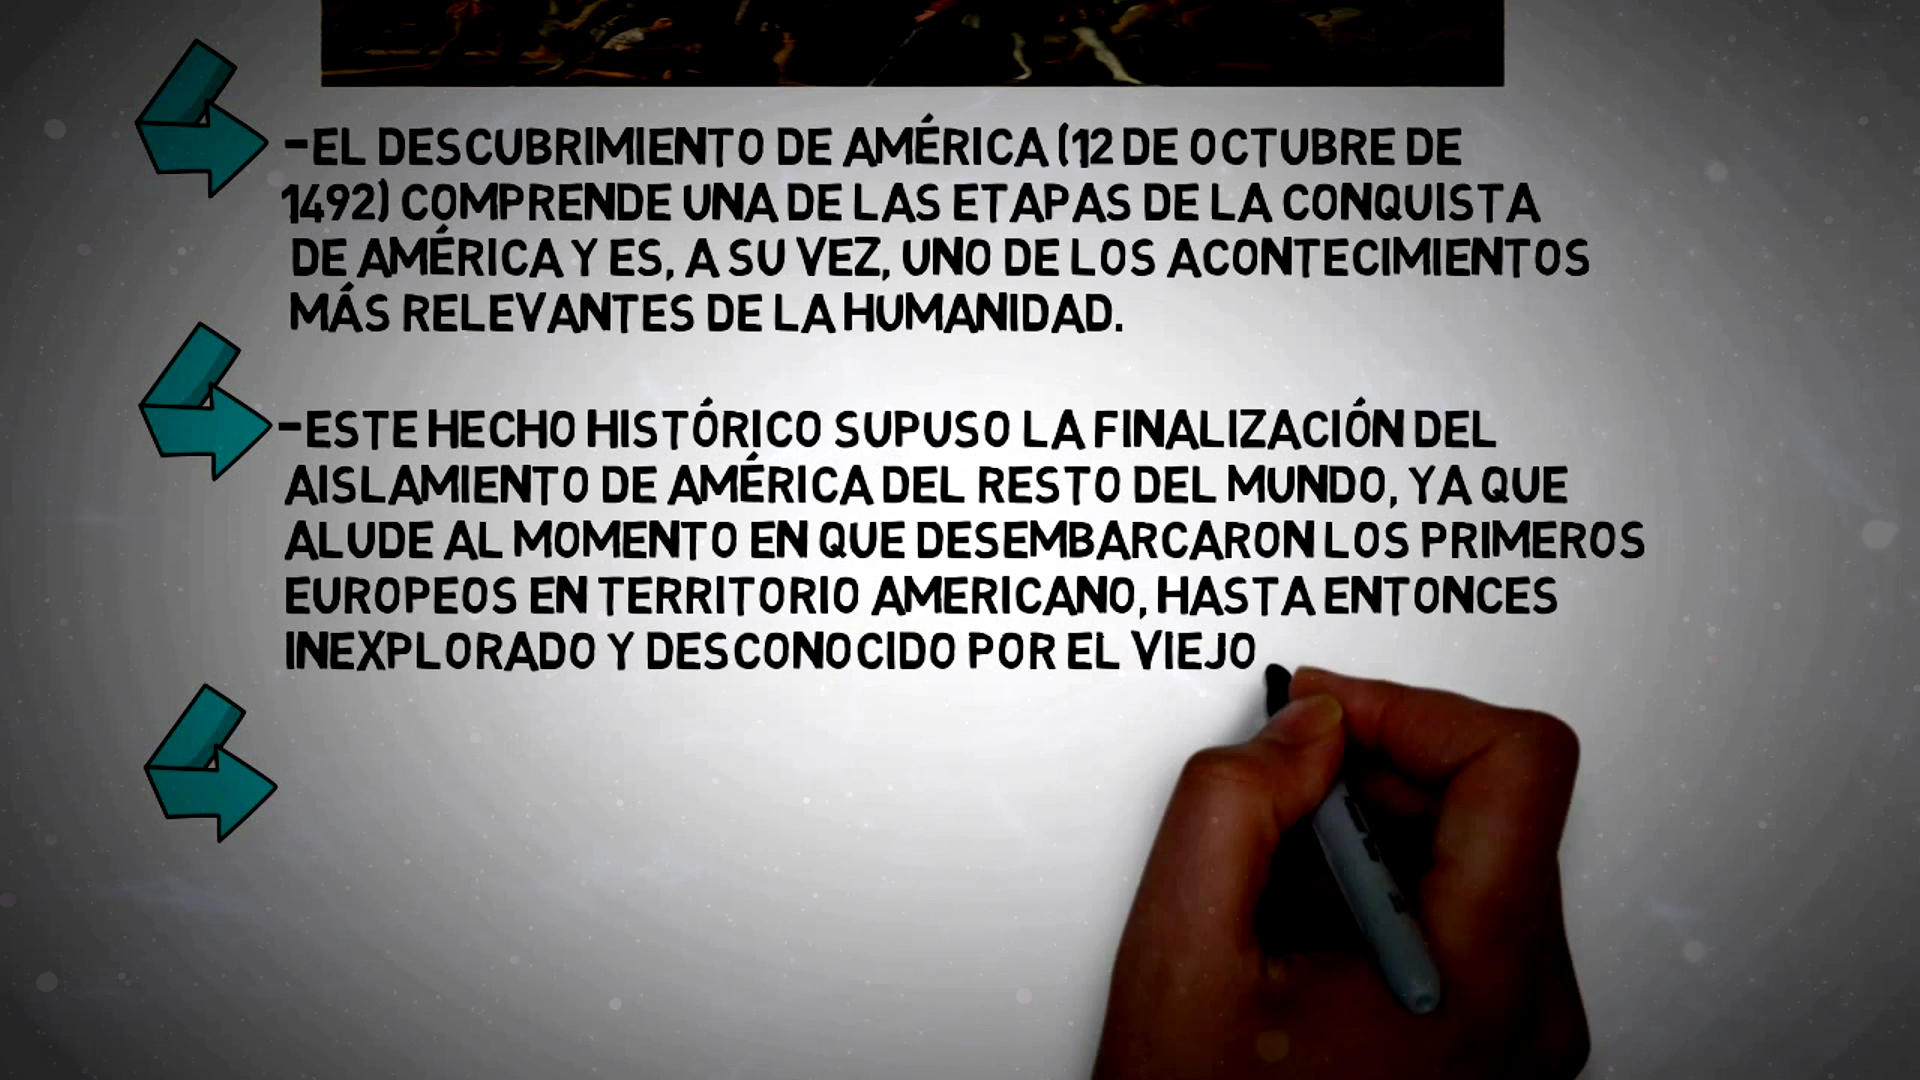 -EL DESCUBRIMIENTO DE AMÉRICA (12 DE OCTUBRE DE
1492) COMPRENDE UNA DE LAS ETAPAS DE LA CONQUISTA
DE AMÉRICA Y ES, A SU VEZ, UNO DE LOS ACONTECIMIENTOS
MÁS RELEVANTES DE LA HUMANIDAD.
-ESTE HECHO HISTÓRICO SUPUSO LA FINALIZACIÓN DEL
AISLAMIENTO DE AMÉRICA DEL RESTO DEL MUNDO, YA QUE
ALUDE AL MOMENTO EN QUE DESEMBARCARON LOS PRIMEROS
EUROPEOS EN TERRITORIO AMERICANO, HASTA ENTONCES
INEXPLORADO Y DESCONOCIDO POR EL VIEJO